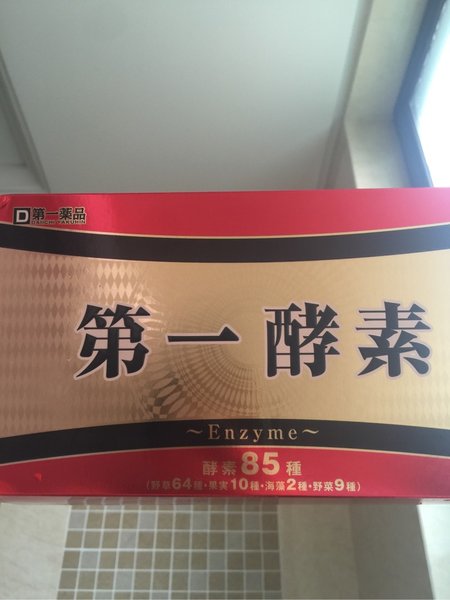 D 第一薬品
DAIICHI YAKUHIN
第一酵素
～Enzyme～
酵素85種
(野草64種・果実10種・海藻2種・野菜9種)